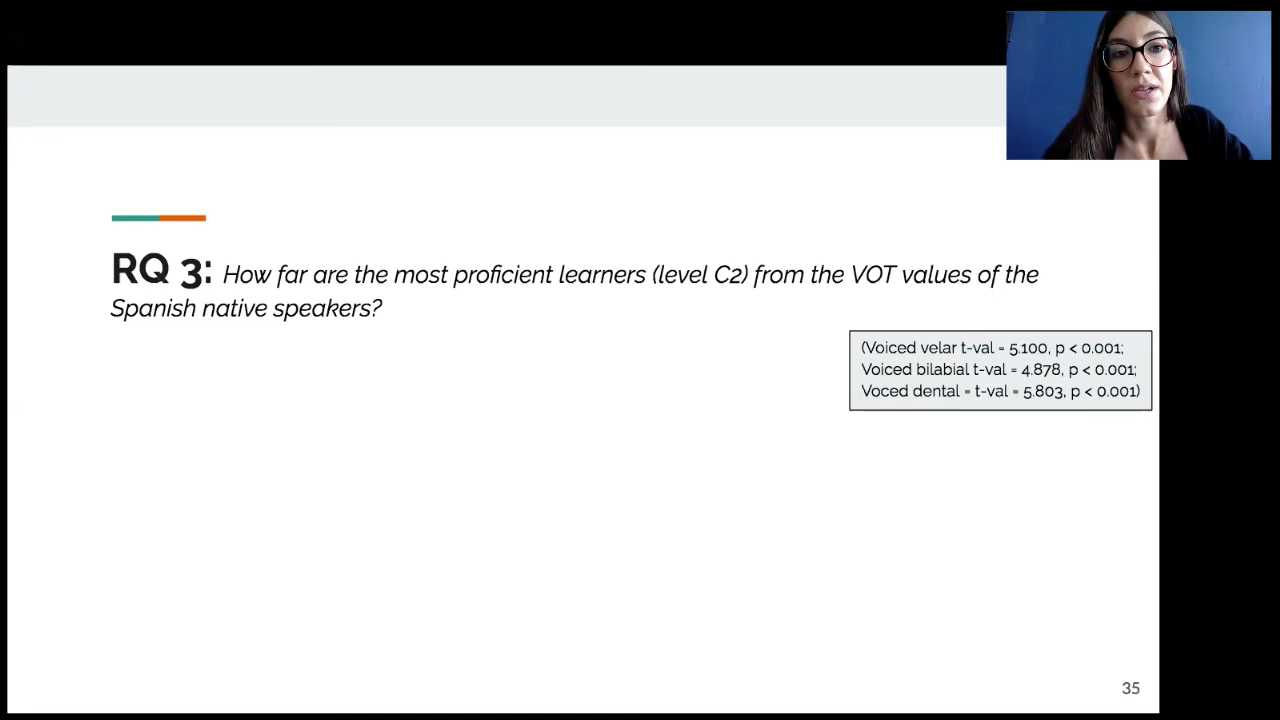 RQ 3: How far are the most proficient learners (level C2) from the VOT values of the
Spanish native speakers?
(Voiced velar t-val = 5.100, p < 0.001;
Voiced bilabial t-val = 4.878, p < 0.001;
Voced dental = t-val = 5.803, p < 0.001)
35